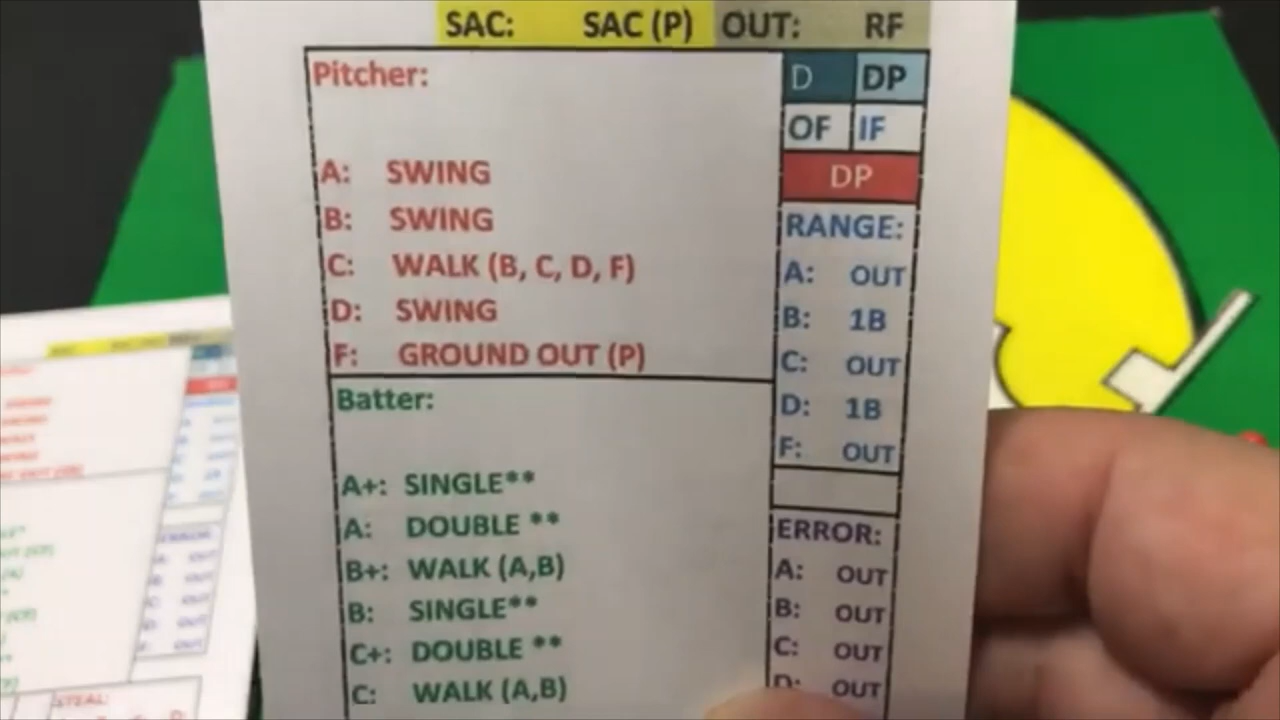 SAC: SAC (P) OUT: RF
Pitcher:
A: SWING
B: SWING
C: WALK (B, C, D, F)
D: SWING
F: GROUND OUT (P)
Batter:
A+: SINGLE**
A: DOUBLE **
B+: WALK (A,B)
B: SINGLE**
C+: DOUBLE **
C: WALK (A,B)
D DP
OF IF
DP
RANGE:
A: OUT
B: 1B
C: OUT
D: 1B
F: OUT
ERROR:
A: OUT
B: OUT
C: OUT
D: OUT
STEAL: